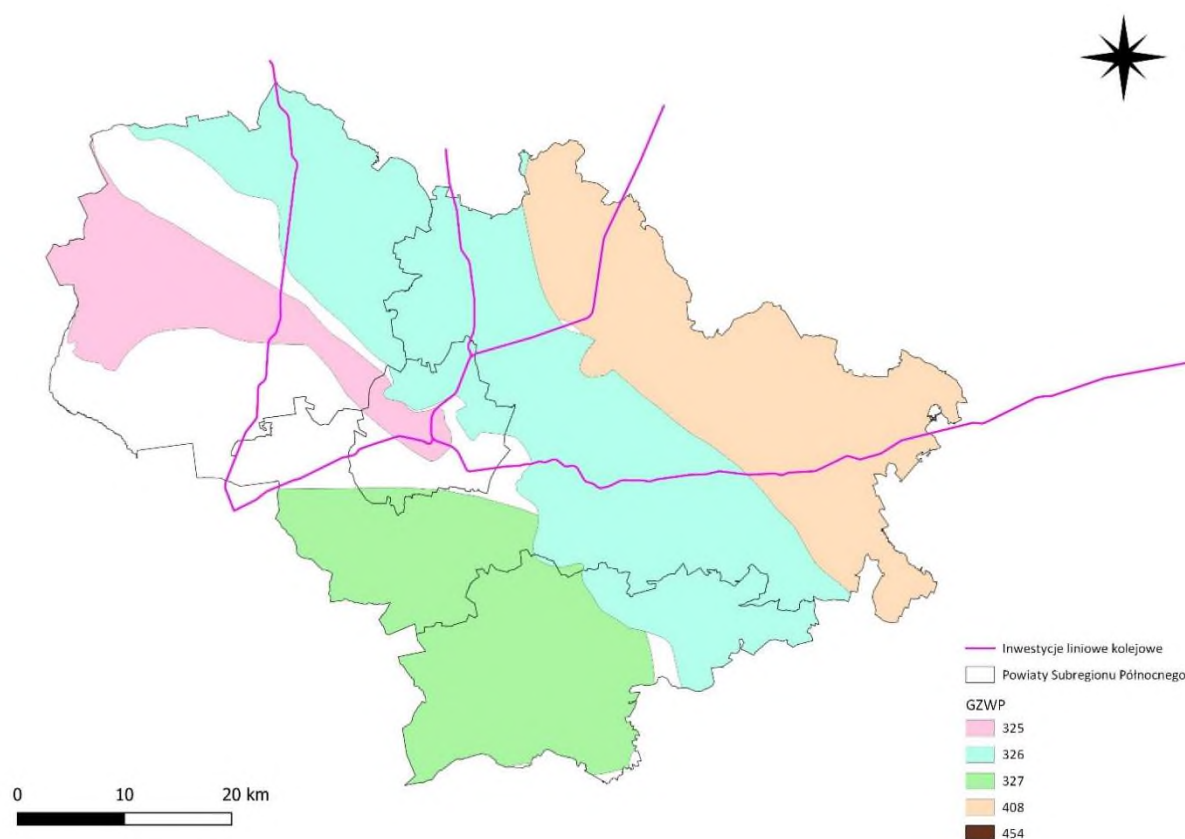 Inwestycje liniowe kolejowe
Powiaty Subregionu Północnego
GZWP
325
326
327
408
454
0 10 20 km